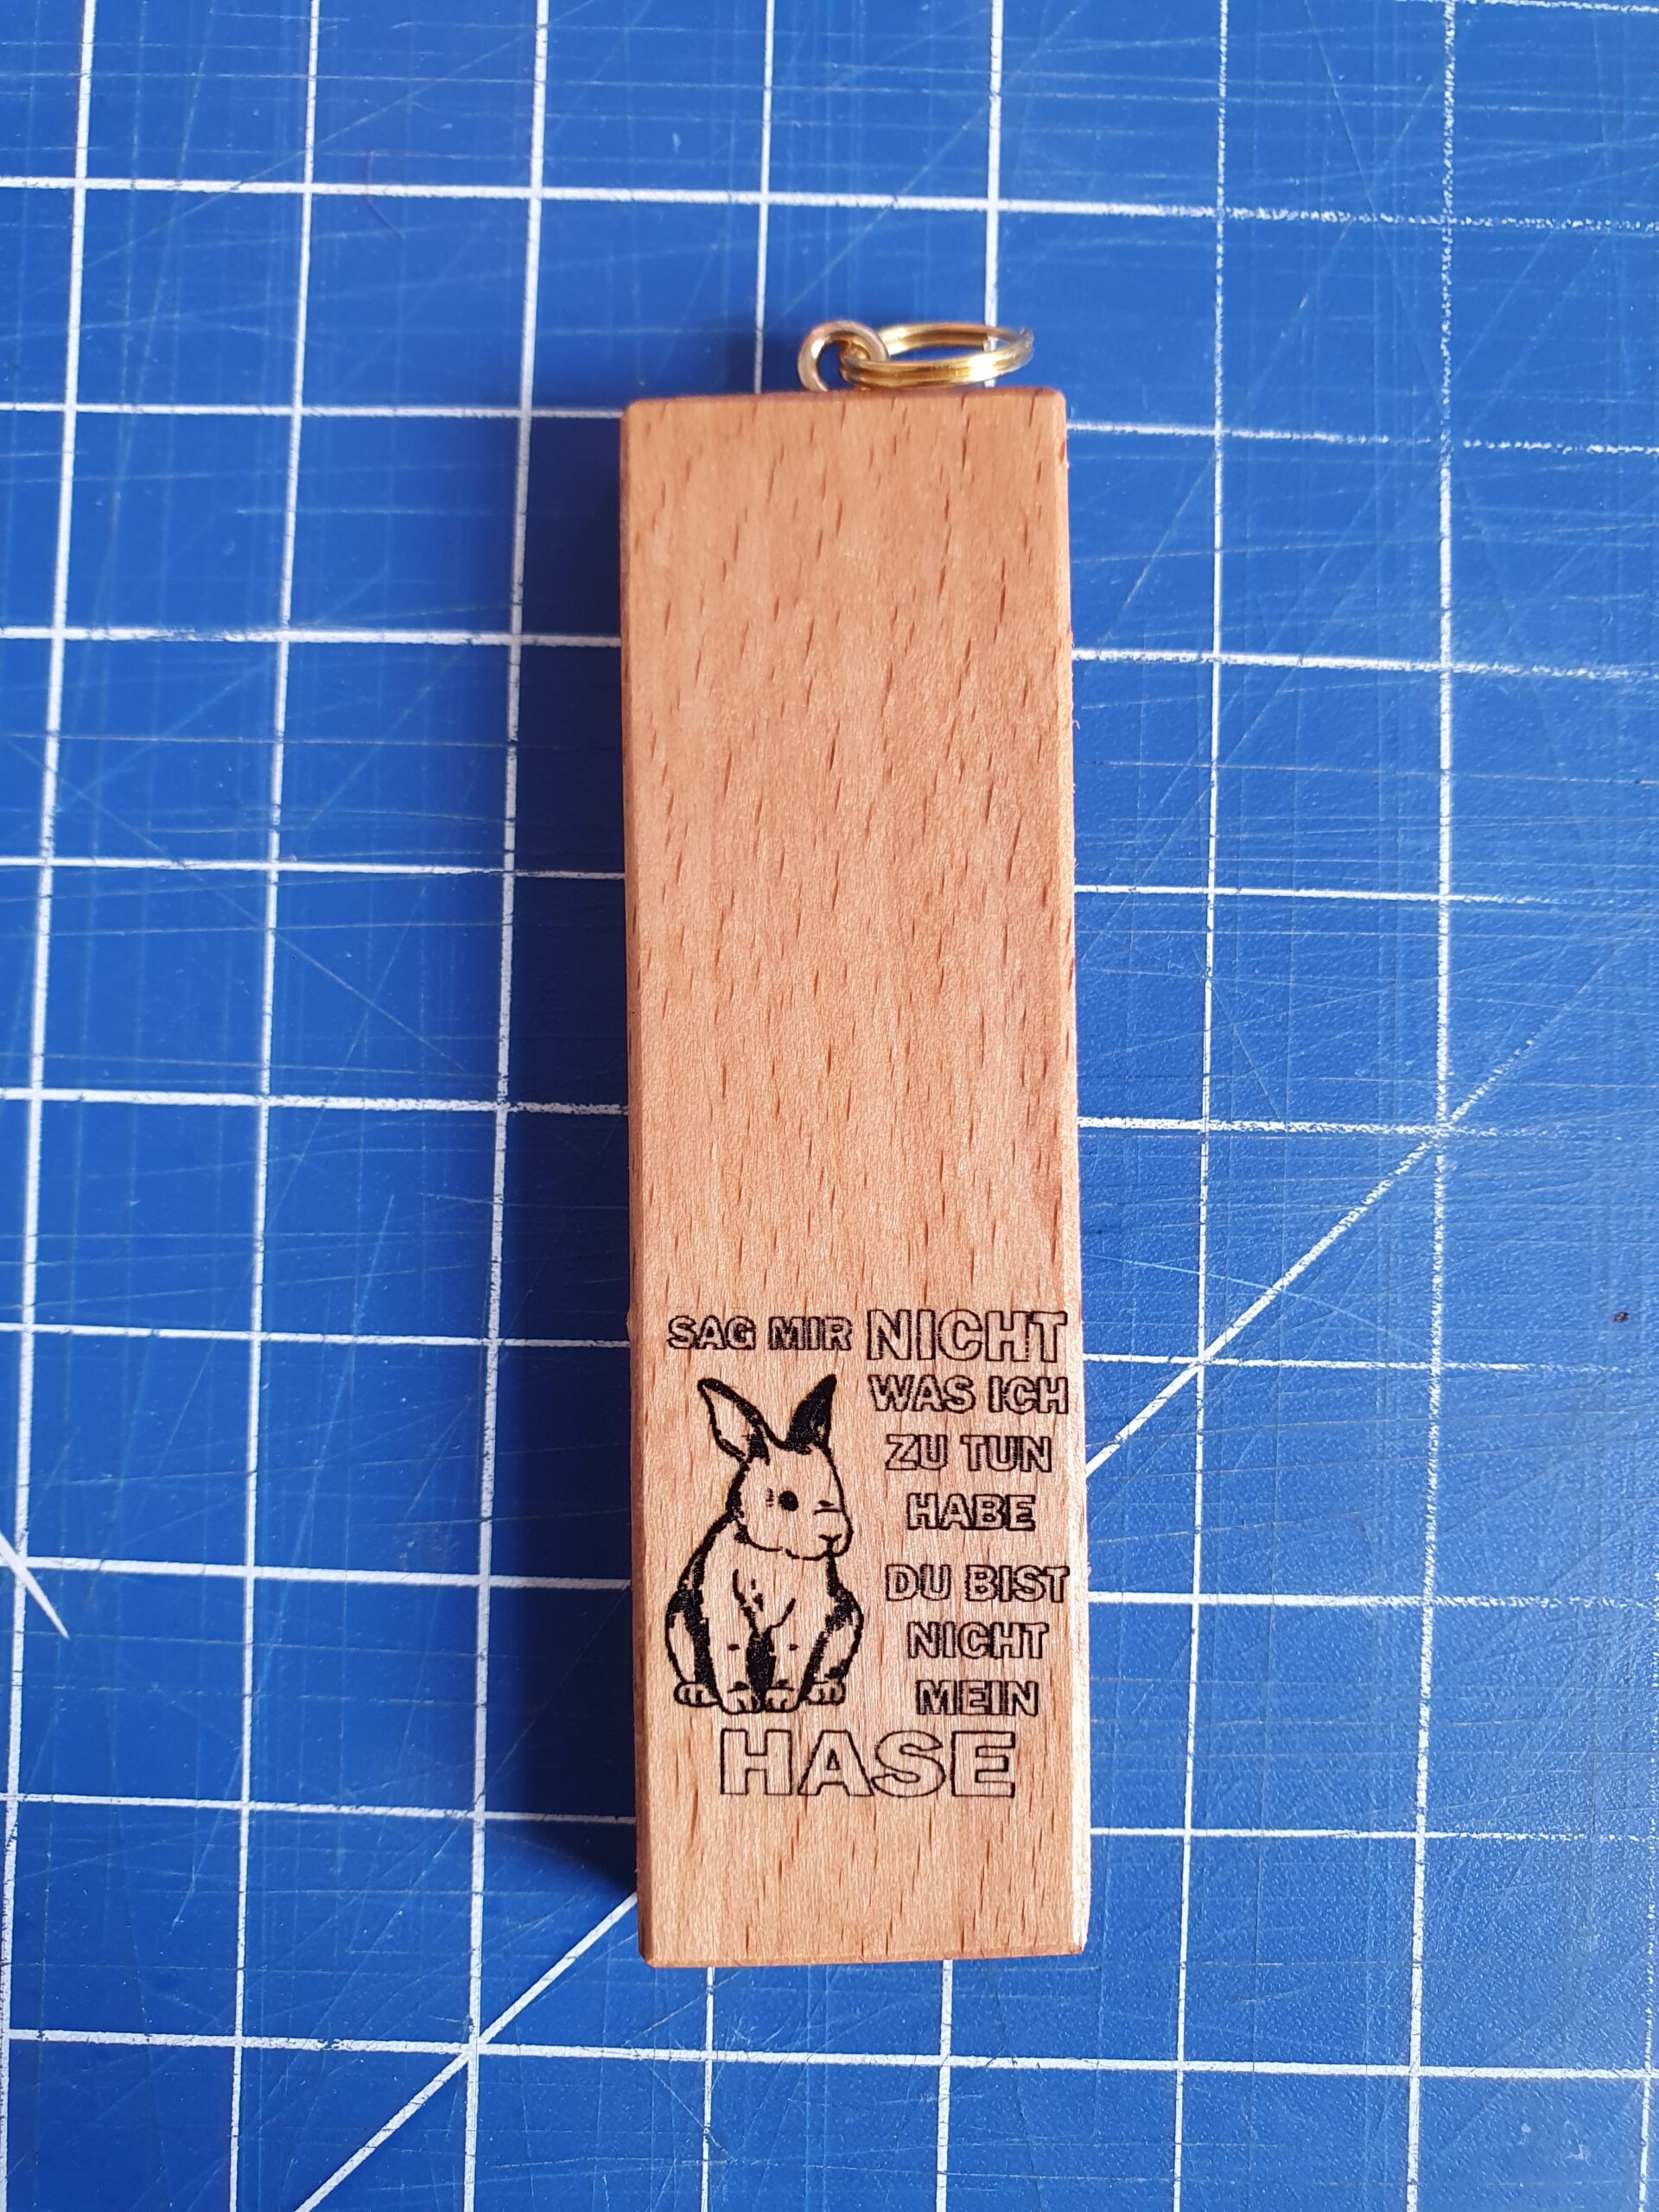 SAG MIR NICHT
WAS ICH
ZU TUN
HABE
DU BIST
NICHT
MEIN
HASE